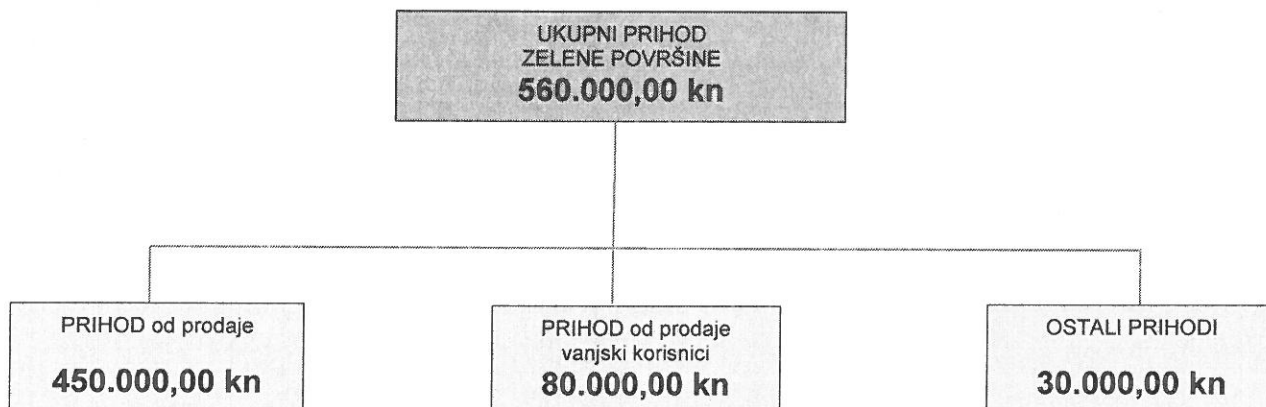 UKUPNI PRIHOD
ZELENE POVRŠINE
560.000,00 kn
PRIHOD od prodaje
450.000,00 kn
PRIHOD od prodaje
vanjski korisnici
80.000,00 kn
OSTALI PRIHODI
30.000,00 kn